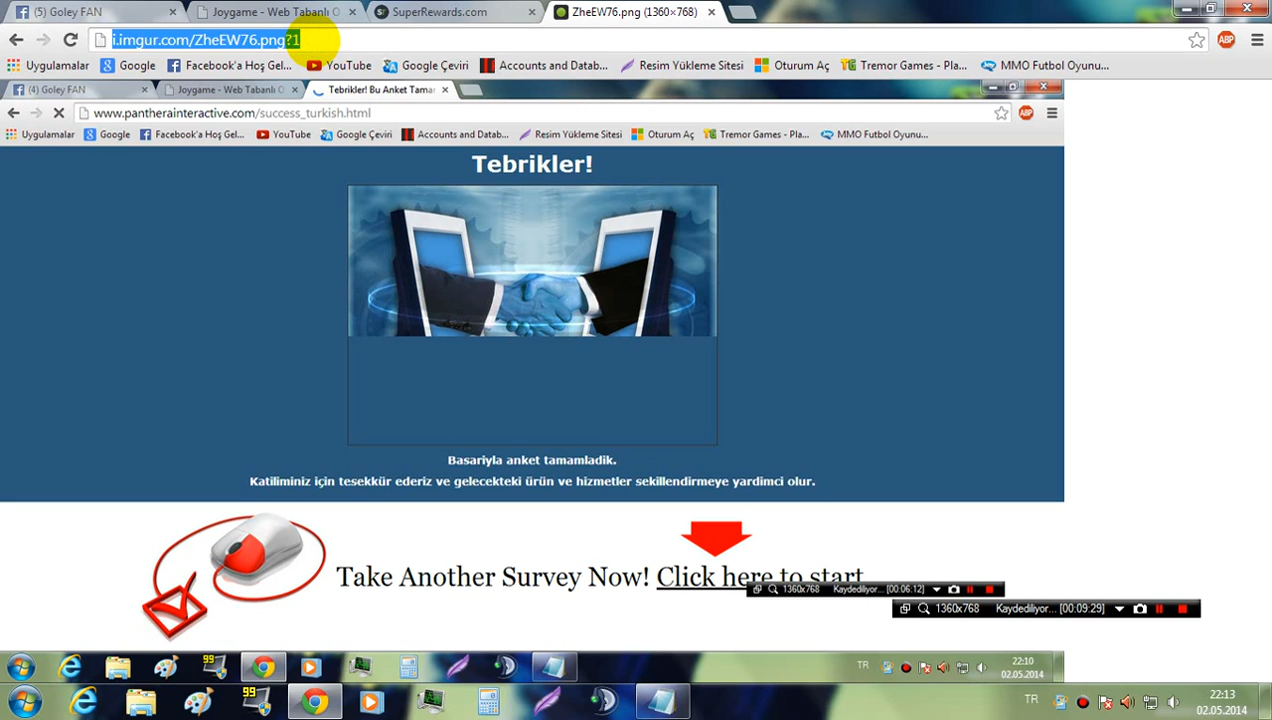 (5) Goley FAN
Joygame - Web Tabanlı O
SuperRewards.com
ZheEW76.png (1360×768)
i.imgur.com/ZheEW76.png?1
ABP
Uygulamalar
Google
Facebook'a Hoş Gel...
YouTube
Google Çeviri
Accounts and Datab...
Resim Yükleme Sitesi
Oturum Aç
Tremor Games - Pla...
MMO Futbol Oyunu...
(4) Goley FAN
Joygame - Web Tabanlı O
Tebrikler! Bu Anket Tamar
www.pantherainteractive.com/success_turkish.html
ABP
Uygulamalar
Google
Facebook'a Hoş Gel...
YouTube
Google Çeviri
Accounts and Datab...
Resim Yükleme Sitesi
Oturum Aç
Tremor Games - Pla...
MMO Futbol Oyunu...
Tebrikler!
Basariyla anket tamamladik.
Katiliminiz için tesekkür ederiz ve gelecekteki ürün ve hizmetler sekillendirmeye yardimci olur.
Take Another Survey Now! Click here to start
1360x768 Kaydediliyor... [00:06:12]
1360x768 Kaydediliyor... [00:09:29]
99
TR
22:10
02.05.2014
99
TR
22:13
02.05.2014